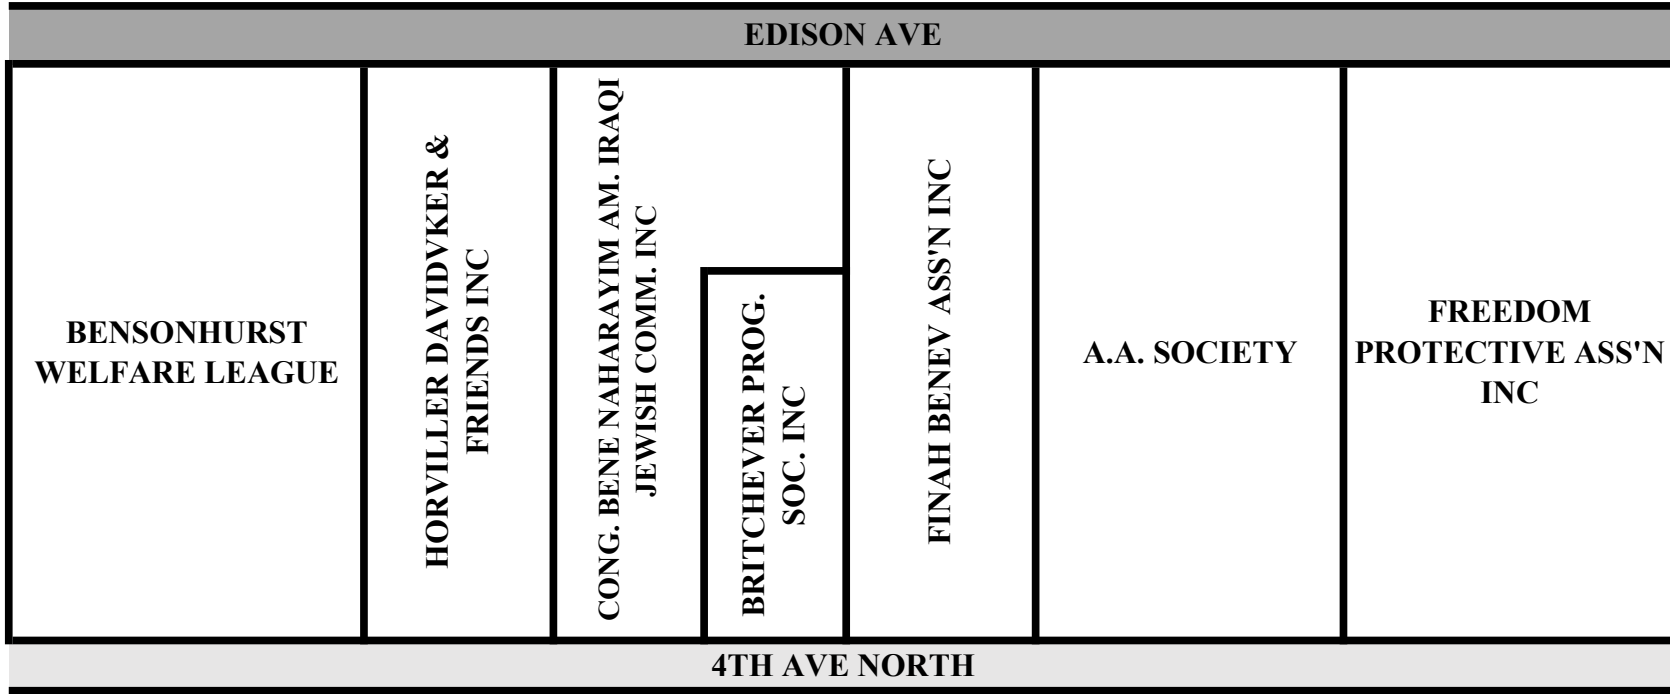 EDISON AVE
BENSONHURST
WELFARE LEAGUE
HORVILLER DAVIDVKER &
FRIENDS INC
CONG. BENE NAHARAYIM AM. IRAQI
JEWISH COMM. INC
BRITCHEVER PROG.
SOC. INC
FINAH BENEV ASS'N INC
A.A. SOCIETY
FREEDOM
PROTECTIVE ASS'N
INC
4TH AVE NORTH